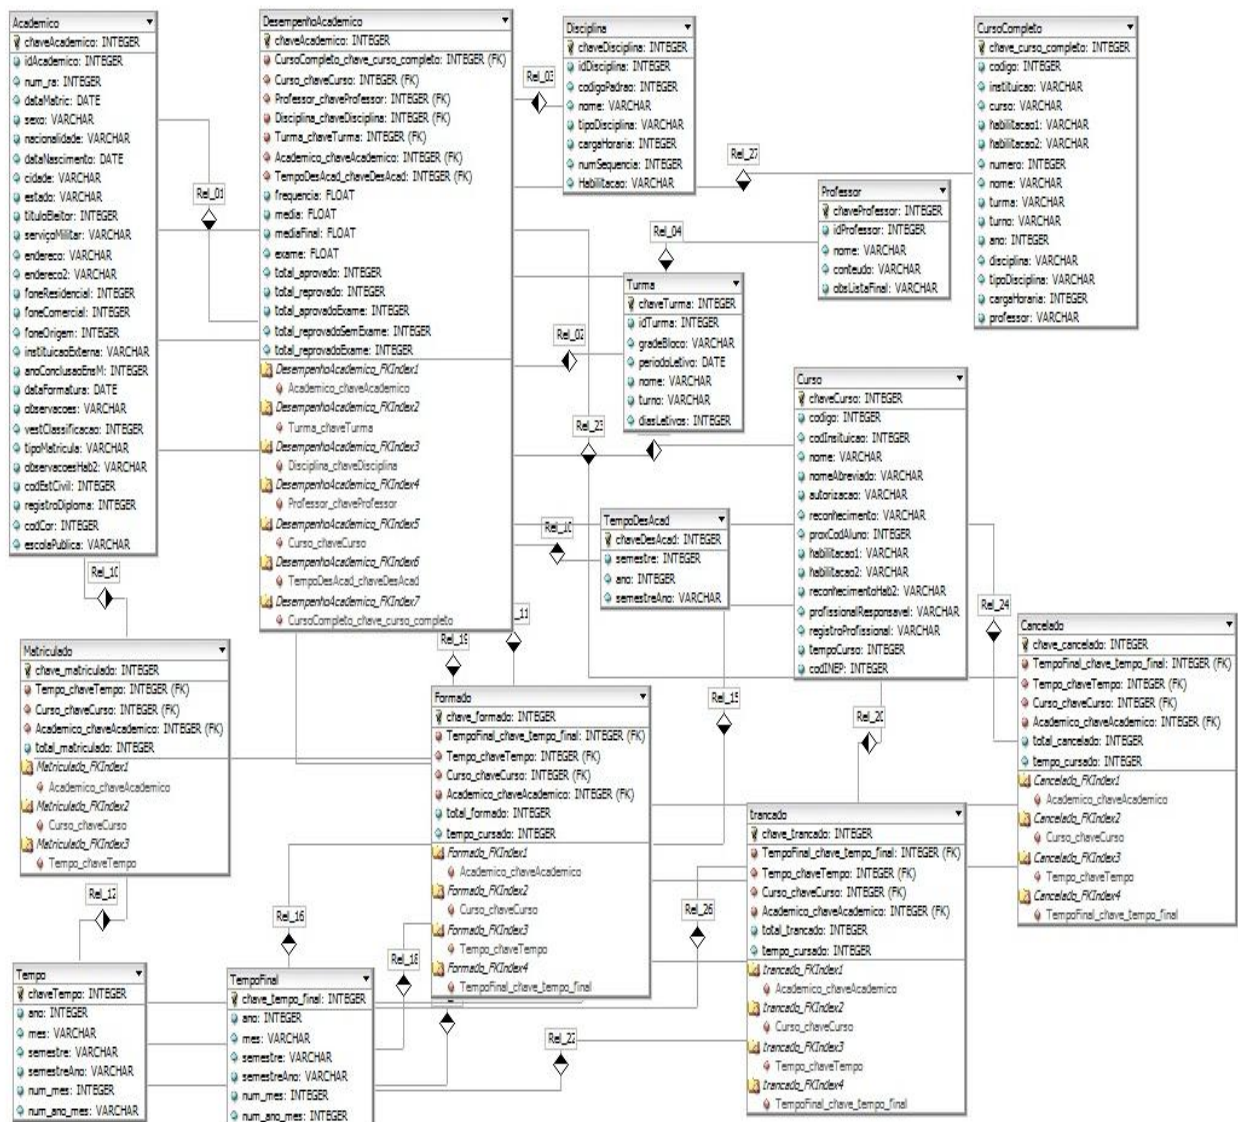 Academico
chaveAcademico: INTEGER
idAcademico: INTEGER
num_ra: INTEGER
dataMatric: DATE
sexo: VARCHAR
nacionalidade: VARCHAR
dataNascimento: DATE
cidade: VARCHAR
estado: VARCHAR
tituloEleitor: INTEGER
serviçoMilitar: VARCHAR
endereco: VARCHAR
endereco2: VARCHAR
foneResidencial: INTEGER
foneComercial: INTEGER
foneOrigem: INTEGER
instituicaoExterna: VARCHAR
anoConclusaoEnsM: INTEGER
dataFormatura: DATE
observacoes: VARCHAR
vestClassificacao: INTEGER
tipoMatricula: VARCHAR
observacoesHab2: VARCHAR
codEstCivil: INTEGER
registroDiploma: INTEGER
codCor: INTEGER
escolaPublica: VARCHAR
DesempenhoAcademico
chaveAcademico: INTEGER
CursoCompleto_chave_curso_completo: INTEGER (FK)
Curso_chaveCurso: INTEGER (FK)
Professor_chaveProfessor: INTEGER (FK)
Disciplina_chaveDisciplina: INTEGER (FK)
Turma_chaveTurma: INTEGER (FK)
Academico_chaveAcademico: INTEGER (FK)
TempoDesAcad_chaveDesAcad: INTEGER (FK)
frequencia: FLOAT
media: FLOAT
mediaFinal: FLOAT
exame: FLOAT
total_aprovado: INTEGER
total_reprovado: INTEGER
total_aprovadoExame: INTEGER
total_reprovadoSemExame: INTEGER
total_reprovadoExame: INTEGER
DesempenhoAcademico_FKIndex1
Academico_chaveAcademico
DesempenhoAcademico_FKIndex2
Turma_chaveTurma
DesempenhoAcademico_FKIndex3
Disciplina_chaveDisciplina
DesempenhoAcademico_FKIndex4
Professor_chaveProfessor
DesempenhoAcademico_FKIndex5
Curso_chaveCurso
DesempenhoAcademico_FKIndex6
TempoDesAcad_chaveDesAcad
DesempenhoAcademico_FKIndex7
CursoCompleto_chave_curso_completo
Disciplina
chaveDisciplina: INTEGER
idDisciplina: INTEGER
codigoPadrao: INTEGER
nome: VARCHAR
tipoDisciplina: VARCHAR
cargaHoraria: INTEGER
numSequencia: INTEGER
Habilitacao: VARCHAR
CursoCompleto
chave_curso_completo: INTEGER
codigo: INTEGER
instituicao: VARCHAR
curso: VARCHAR
habilitacao1: VARCHAR
habilitacao2: VARCHAR
numero: INTEGER
nome: VARCHAR
turma: VARCHAR
turno: VARCHAR
ano: INTEGER
disciplina: VARCHAR
tipoDisciplina: VARCHAR
cargaHoraria: INTEGER
professor: VARCHAR
Professor
chaveProfessor: INTEGER
idProfessor: INTEGER
nome: VARCHAR
conteudo: VARCHAR
obsListaFinal: VARCHAR
Turma
chaveTurma: INTEGER
idTurma: INTEGER
gradeBloco: VARCHAR
periodoLetivo: DATE
nome: VARCHAR
turno: VARCHAR
diasLetivos: INTEGER
Curso
chaveCurso: INTEGER
codigo: INTEGER
codInsituicao: INTEGER
nome: VARCHAR
nomeAbreviado: VARCHAR
autorizacao: VARCHAR
reconhecimento: VARCHAR
proxCodAluno: INTEGER
habilitacao1: VARCHAR
habilitacao2: VARCHAR
reconhecimentoHab2: VARCHAR
profissionalResponsavel: VARCHAR
registroProfissional: VARCHAR
tempoCurso: INTEGER
codINEP: INTEGER
TempoDesAcad
chaveDesAcad: INTEGER
semestre: INTEGER
ano: INTEGER
semestreAno: VARCHAR
Rel_01
Rel_03
Rel_27
Rel_04
Rel_02
Rel_23
Rel_10
Rel_24
Rel_10
Rel_19
_11
Rel_15
Rel_20
Matriculado
chave_matriculado: INTEGER
Tempo_chaveTempo: INTEGER (FK)
Curso_chaveCurso: INTEGER (FK)
Academico_chaveAcademico: INTEGER (FK)
total_matriculado: INTEGER
Matriculado_FKIndex1
Academico_chaveAcademico
Matriculado_FKIndex2
Curso_chaveCurso
Matriculado_FKIndex3
Tempo_chaveTempo
Formado
chave_formado: INTEGER
TempoFinal_chave_tempo_final: INTEGER (FK)
Tempo_chaveTempo: INTEGER (FK)
Curso_chaveCurso: INTEGER (FK)
Academico_chaveAcademico: INTEGER (FK)
total_formado: INTEGER
tempo_cursado: INTEGER
Formado_FKIndex1
Academico_chaveAcademico
Formado_FKIndex2
Curso_chaveCurso
Formado_FKIndex3
Tempo_chaveTempo
Formado_FKIndex4
TempoFinal_chave_tempo_final
Cancelado
chave_cancelado: INTEGER
TempoFinal_chave_tempo_final: INTEGER (FK)
Tempo_chaveTempo: INTEGER (FK)
Curso_chaveCurso: INTEGER (FK)
Academico_chaveAcademico: INTEGER (FK)
total_cancelado: INTEGER
tempo_cursado: INTEGER
Cancelado_FKIndex1
Academico_chaveAcademico
Cancelado_FKIndex2
Curso_chaveCurso
Cancelado_FKIndex3
Tempo_chaveTempo
Cancelado_FKIndex4
TempoFinal_chave_tempo_final
trancado
chave_trancado: INTEGER
TempoFinal_chave_tempo_final: INTEGER (FK)
Tempo_chaveTempo: INTEGER (FK)
Curso_chaveCurso: INTEGER (FK)
Academico_chaveAcademico: INTEGER (FK)
total_trancado: INTEGER
tempo_cursado: INTEGER
trancado_FKIndex1
Academico_chaveAcademico
trancado_FKIndex2
Curso_chaveCurso
trancado_FKIndex3
Tempo_chaveTempo
trancado_FKIndex4
TempoFinal_chave_tempo_final
Rel_12
Rel_16
Rel_18
Rel_26
Rel_22
Tempo
chaveTempo: INTEGER
ano: INTEGER
mes: VARCHAR
semestre: VARCHAR
semestreAno: VARCHAR
num_mes: INTEGER
num_ano_mes: VARCHAR
TempoFinal
chave_tempo_final: INTEGER
ano: INTEGER
mes: VARCHAR
semestre: VARCHAR
semestreAno: VARCHAR
num_mes: INTEGER
num_ano_mes: INTEGER